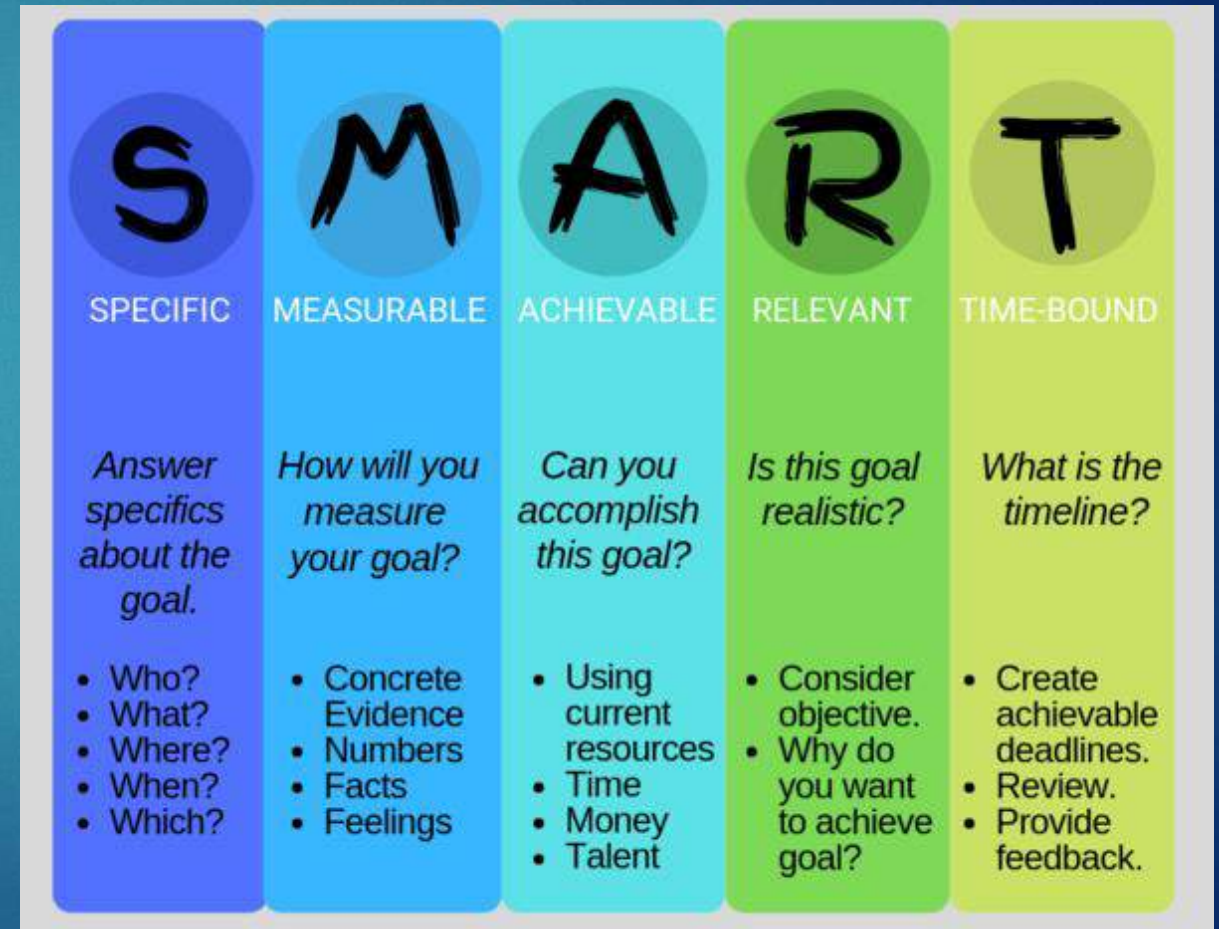 S
SPECIFIC
Answer
specifics
about the
goal.
• Who?
• What?
• Where?
• When?
• Which?
M
MEASURABLE
How will you
measure
your goal?
• Concrete
Evidence
• Numbers
• Facts
• Feelings
A
ACHIEVABLE
Can you
accomplish
this goal?
• Using
current
resources
• Time
• Money
• Talent
R
RELEVANT
Is this goal
realistic?
• Consider
objective.
• Why do
you want
to achieve
goal?
T
TIME-BOUND
What is the
timeline?
• Create
achievable
deadlines.
• Review.
• Provide
feedback.